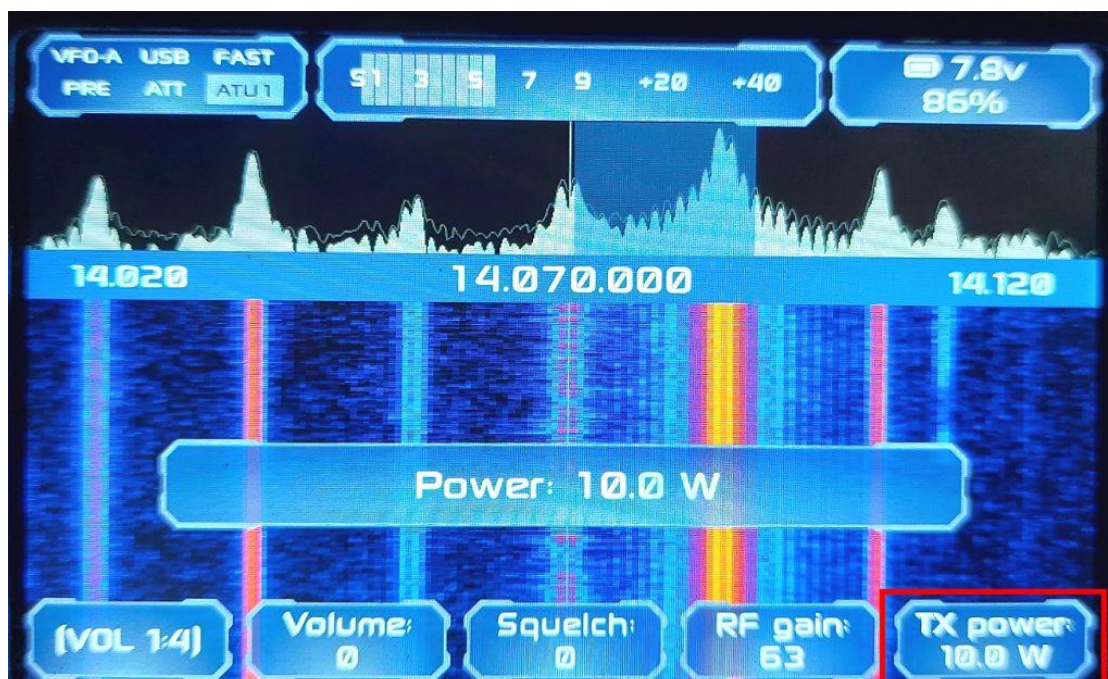 VFO-A USB FAST
PRE ATT ATU1
S1 3 5 7 9 +20 +40
7.8v
86%
14.020 14.070.000 14.120
Power: 10.0 W
(VOL 1:4)
Volume:
0
Squelch:
0
RF gain:
63
TX power:
10.0 W